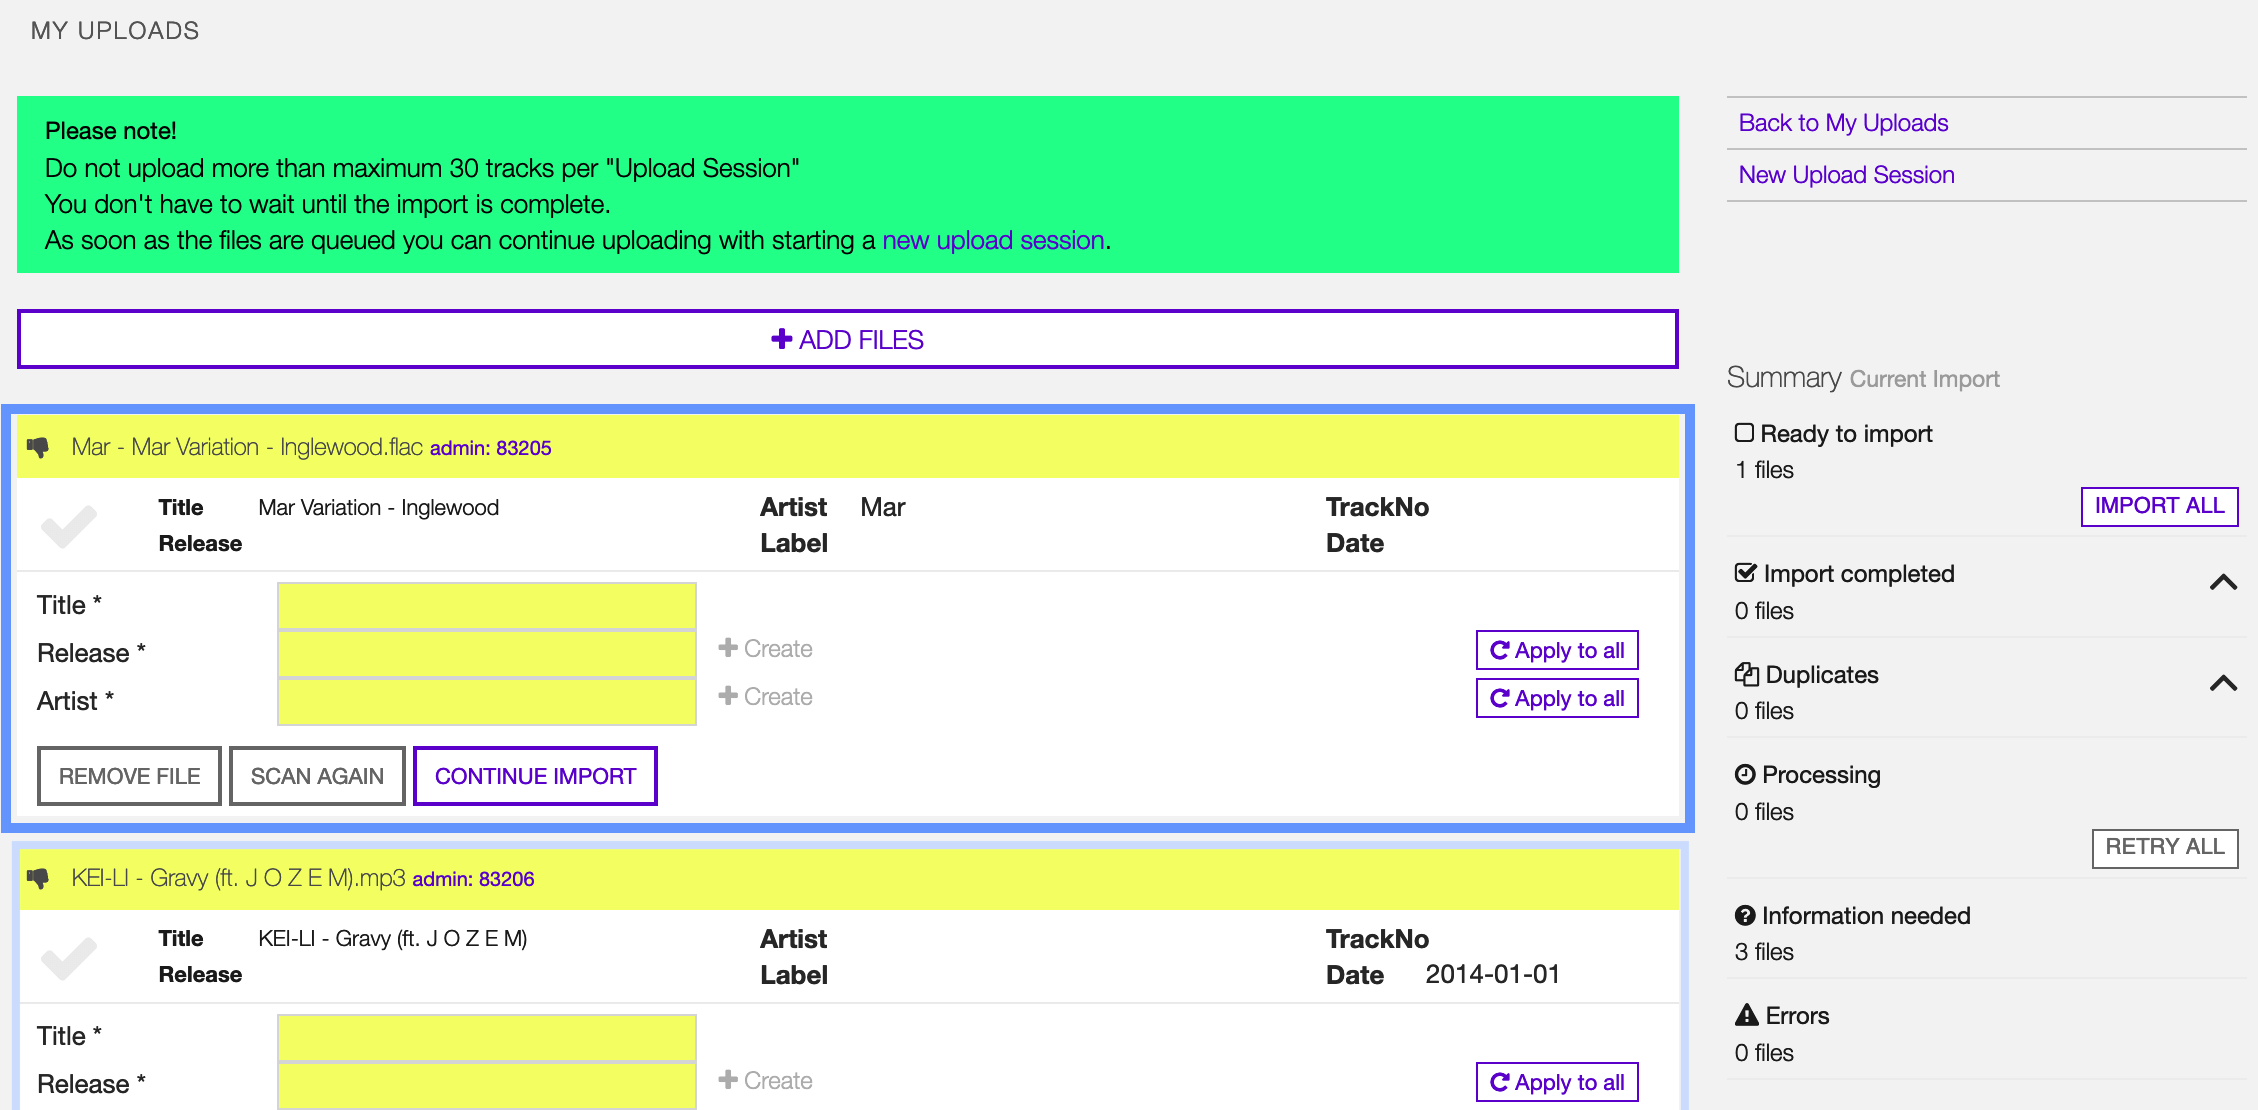 MY UPLOADS
Please note!
Do not upload more than maximum 30 tracks per "Upload Session"
You don't have to wait until the import is complete.
As soon as the files are queued you can continue uploading with starting a new upload session.
ADD FILES
Mar - Mar Variation - Inglewood.flac admin: 83205
Title Mar Variation - Inglewood Artist Mar TrackNo
Release Label Date
Title *
Release * Create Apply to all
Artist * Create Apply to all
REMOVE FILE SCAN AGAIN CONTINUE IMPORT
KEI-LI - Gravy (ft. J O Z E M).mp3 admin: 83206
Title KEI-LI - Gravy (ft. J O Z E M) Artist TrackNo
Release Label Date 2014-01-01
Title *
Release * Create Apply to all
Back to My Uploads
New Upload Session
Summary Current Import
Ready to import
1 files
IMPORT ALL
Import completed
0 files
Duplicates
0 files
Processing
0 files
RETRY ALL
Information needed
3 files
Errors
0 files